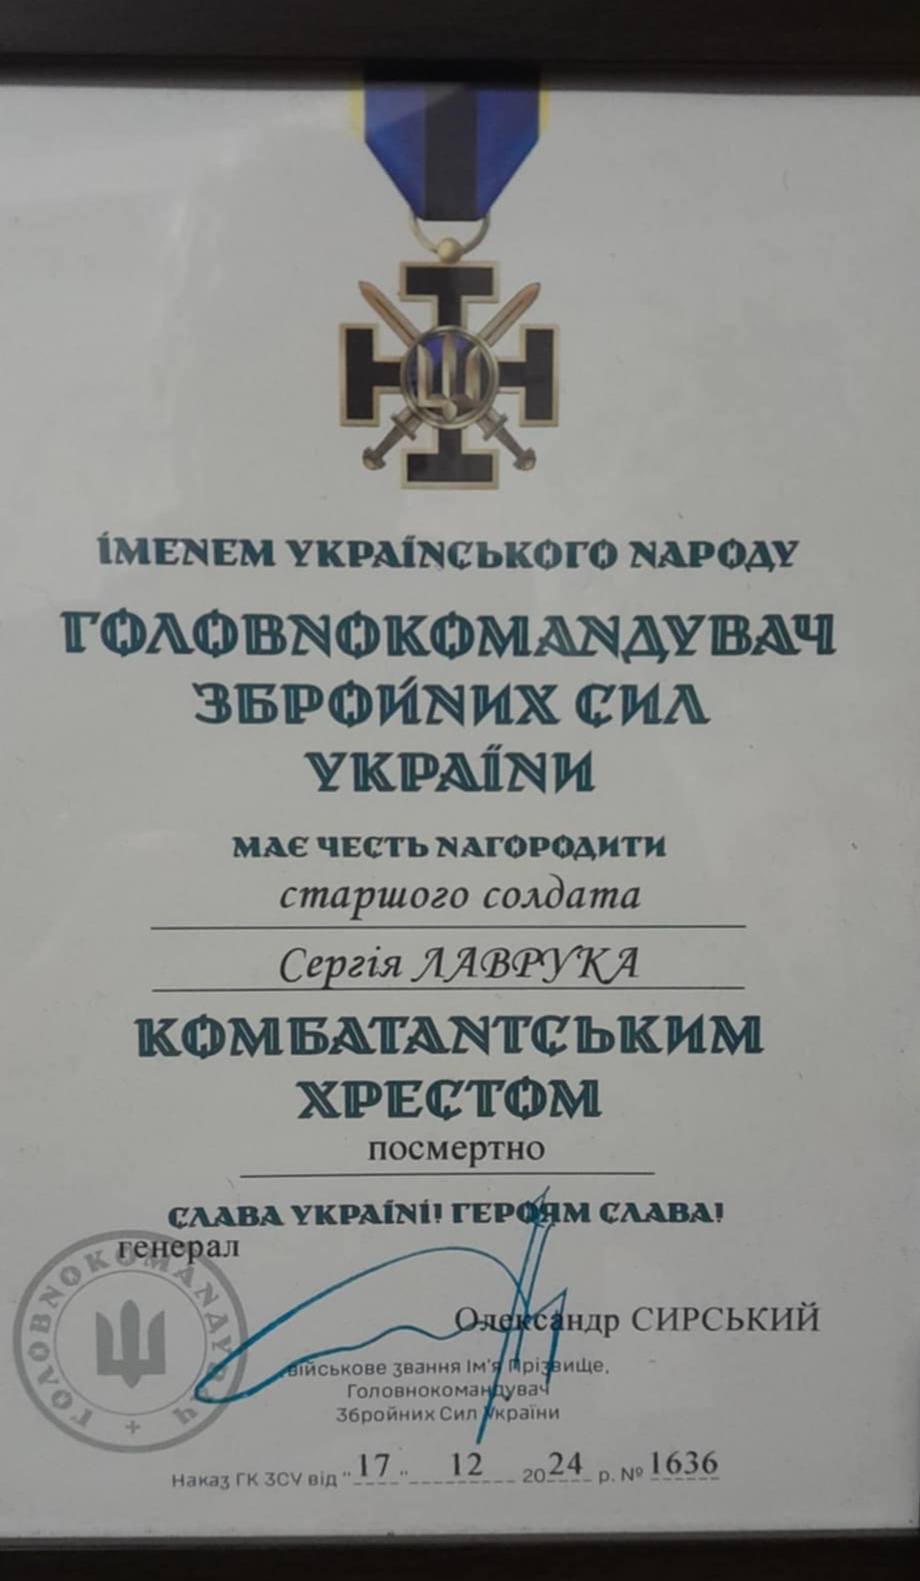 ІМЕНЕМ УКРАЇНСЬКОГО НАРОДУ
ГОЛОВНОКОМАНДУВАЧ
ЗБРОЙНИХ СИЛ
УКРАЇНИ
МАЄ ЧЕСТЬ НАГОРОДИТИ
старшого солдата
Сергія ЛАВРУКА
КОМБАТАНТСЬКИМ
ХРЕСТОМ
посмертно
СЛАВА УКРАЇНІ! ГЕРОЯМ СЛАВА!
генерал
ГОЛОВНОКОМАНДУВАЧ
Олександр СИРСЬКИЙ
військове звання Ім'я Прізвище,
Головнокомандувач
Збройних Сил України
Наказ ГК ЗСУ від "17" 12 2024 р. № 1636